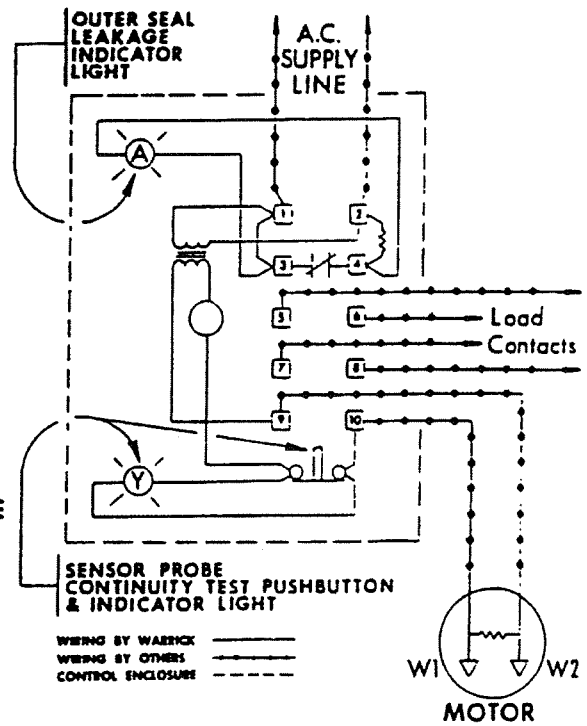 OUTER SEAL
LEAKAGE
INDICATOR
LIGHT
A.C.
SUPPLY
LINE
A
1
2
3
4
5
6
Load
7
Contacts
8
9
10
Y
SENSOR PROBE
CONTINUITY TEST PUSHBUTTON
& INDICATOR LIGHT
WIRING BY WARRICK
WIRING BY OTHERS
CONTROL ENCLOSURE
W1
W2
MOTOR